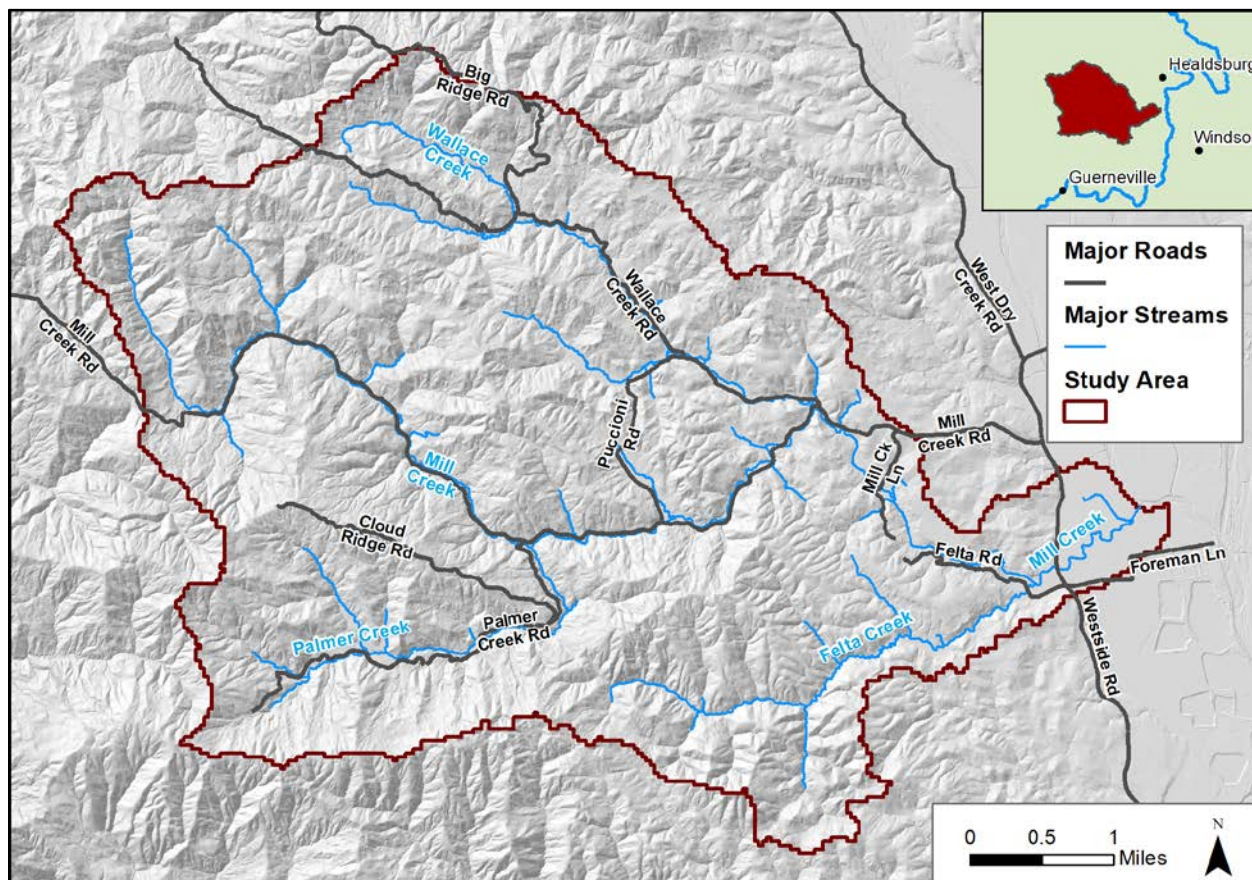 Healdsburg
Windso
Guerneville
Major Roads
Major Streams
Study Area
Big
Ridge Rd
Wallace
Creek
Wallace
Creek Rd
West Dry
Creek Rd
Mill
Creek Rd
Puccioni
Rd
Mill
Creek Rd
Mill Ck
Ln
Mill
Creek
Cloud
Ridge Rd
Felta Rd
Mill Creek
Foreman Ln
Palmer Creek
Palmer
Creek Rd
Felta Creek
Westside Rd
N
0 0.5 1
Miles